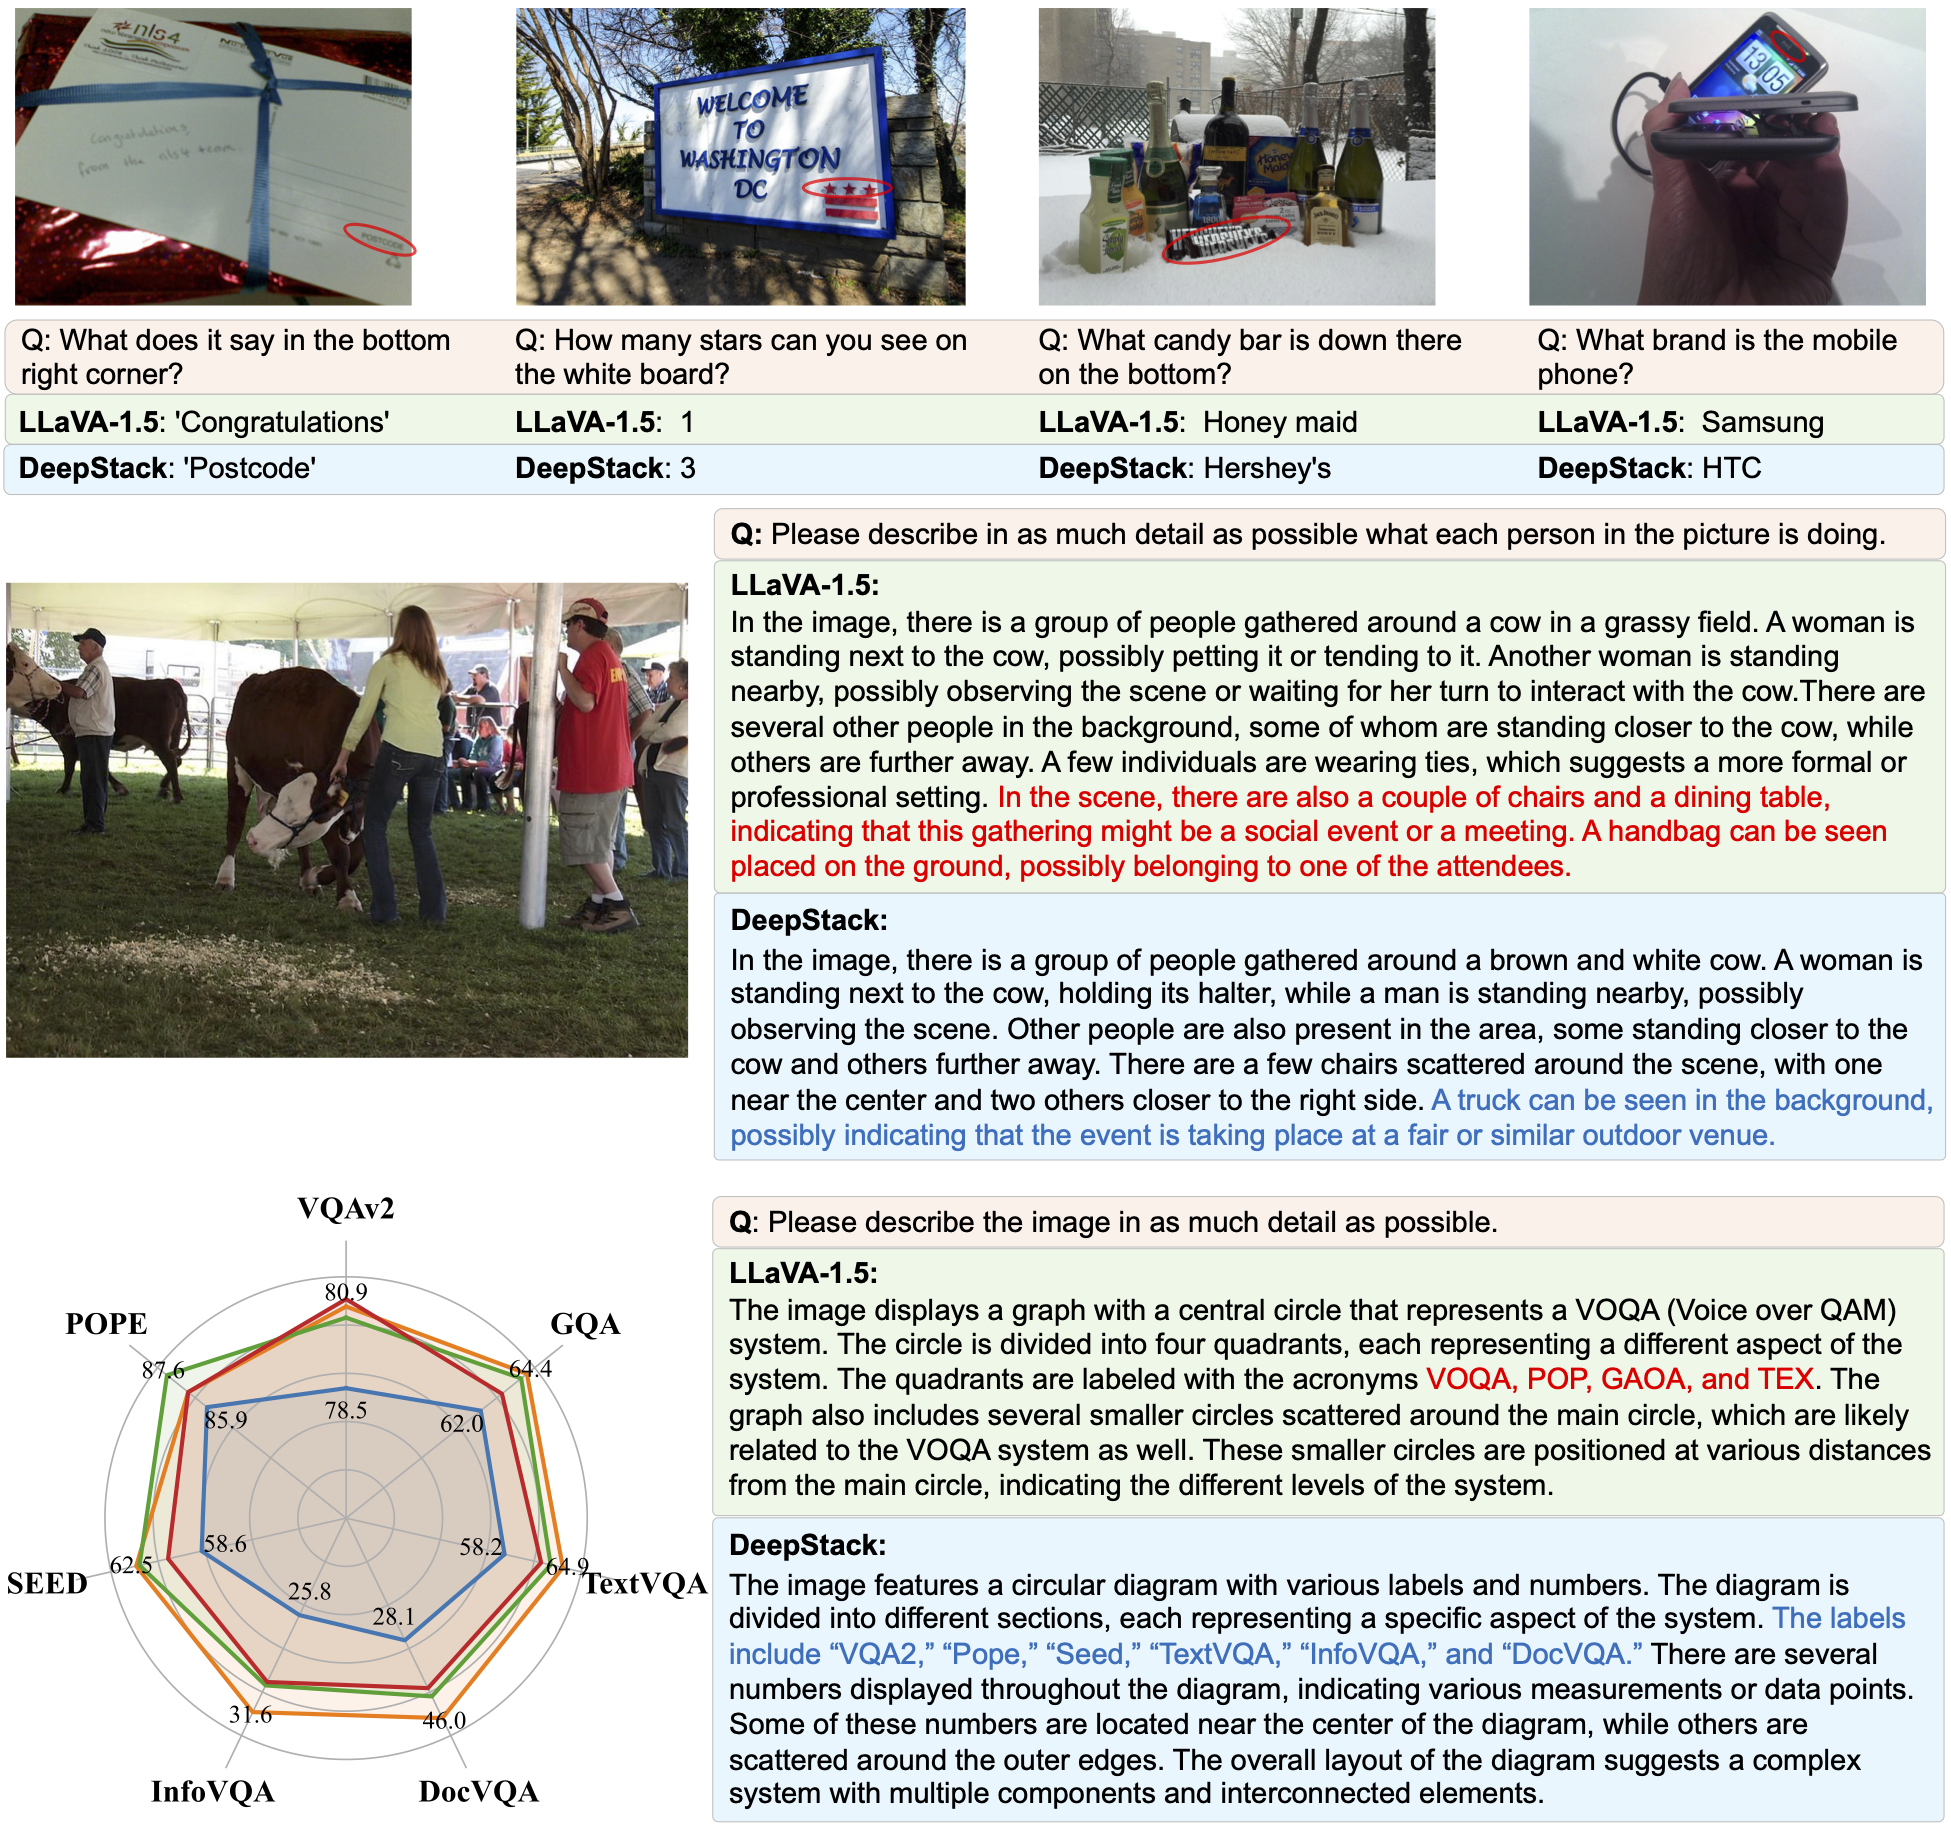 nls4
Congratulations,
from the nls4 team.
POSTCODE
WELCOME
TO
WASHINGTON
DC
Honey
Maid
HERSHEY'S
13 05
Q: What does it say in the bottom
right corner?
Q: How many stars can you see on
the white board?
Q: What candy bar is down there
on the bottom?
Q: What brand is the mobile
phone?
LLaVA-1.5: 'Congratulations'
LLaVA-1.5: 1
LLaVA-1.5: Honey maid
LLaVA-1.5: Samsung
DeepStack: 'Postcode'
DeepStack: 3
DeepStack: Hershey's
DeepStack: HTC
Q: Please describe in as much detail as possible what each person in the picture is doing.
LLaVA-1.5:
In the image, there is a group of people gathered around a cow in a grassy field. A woman is
standing next to the cow, possibly petting it or tending to it. Another woman is standing
nearby, possibly observing the scene or waiting for her turn to interact with the cow.There are
several other people in the background, some of whom are standing closer to the cow, while
others are further away. A few individuals are wearing ties, which suggests a more formal or
professional setting. In the scene, there are also a couple of chairs and a dining table,
indicating that this gathering might be a social event or a meeting. A handbag can be seen
placed on the ground, possibly belonging to one of the attendees.
DeepStack:
In the image, there is a group of people gathered around a brown and white cow. A woman is
standing next to the cow, holding its halter, while a man is standing nearby, possibly
observing the scene. Other people are also present in the area, some standing closer to the
cow and others further away. There are a few chairs scattered around the scene, with one
near the center and two others closer to the right side. A truck can be seen in the background,
possibly indicating that the event is taking place at a fair or similar outdoor venue.
VQAv2
80.9
78.5
GQA
64.4
62.0
TextVQA
64.9
58.2
DocVQA
46.0
28.1
InfoVQA
31.6
25.8
SEED
62.5
58.6
POPE
87.6
85.9
Q: Please describe the image in as much detail as possible.
LLaVA-1.5:
The image displays a graph with a central circle that represents a VOQA (Voice over QAM)
system. The circle is divided into four quadrants, each representing a different aspect of the
system. The quadrants are labeled with the acronyms VOQA, POP, GAOA, and TEX. The
graph also includes several smaller circles scattered around the main circle, which are likely
related to the VOQA system as well. These smaller circles are positioned at various distances
from the main circle, indicating the different levels of the system.
DeepStack:
The image features a circular diagram with various labels and numbers. The diagram is
divided into different sections, each representing a specific aspect of the system. The labels
include “VQA2,” “Pope,” “Seed,” “TextVQA,” “InfoVQA,” and “DocVQA.” There are several
numbers displayed throughout the diagram, indicating various measurements or data points.
Some of these numbers are located near the center of the diagram, while others are
scattered around the outer edges. The overall layout of the diagram suggests a complex
system with multiple components and interconnected elements.